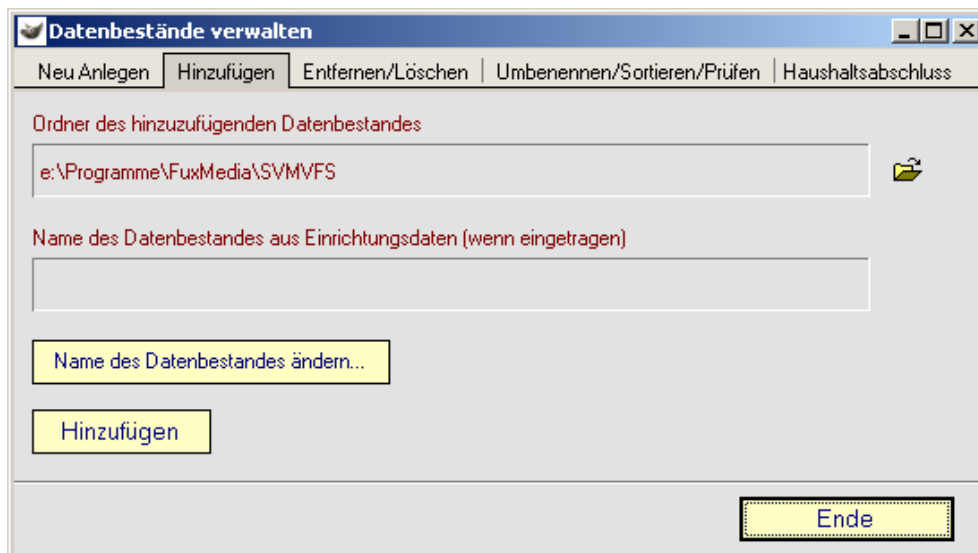 Datenbestände verwalten
Neu Anlegen Hinzufügen Entfernen/Löschen Umbenennen/Sortieren/Prüfen Haushaltsabschluss
Ordner des hinzuzufügenden Datenbestandes
e:\Programme\FuxMedia\SVMVFS
Name des Datenbestandes aus Einrichtungsdaten (wenn eingetragen)
Name des Datenbestandes ändern...
Hinzufügen
Ende